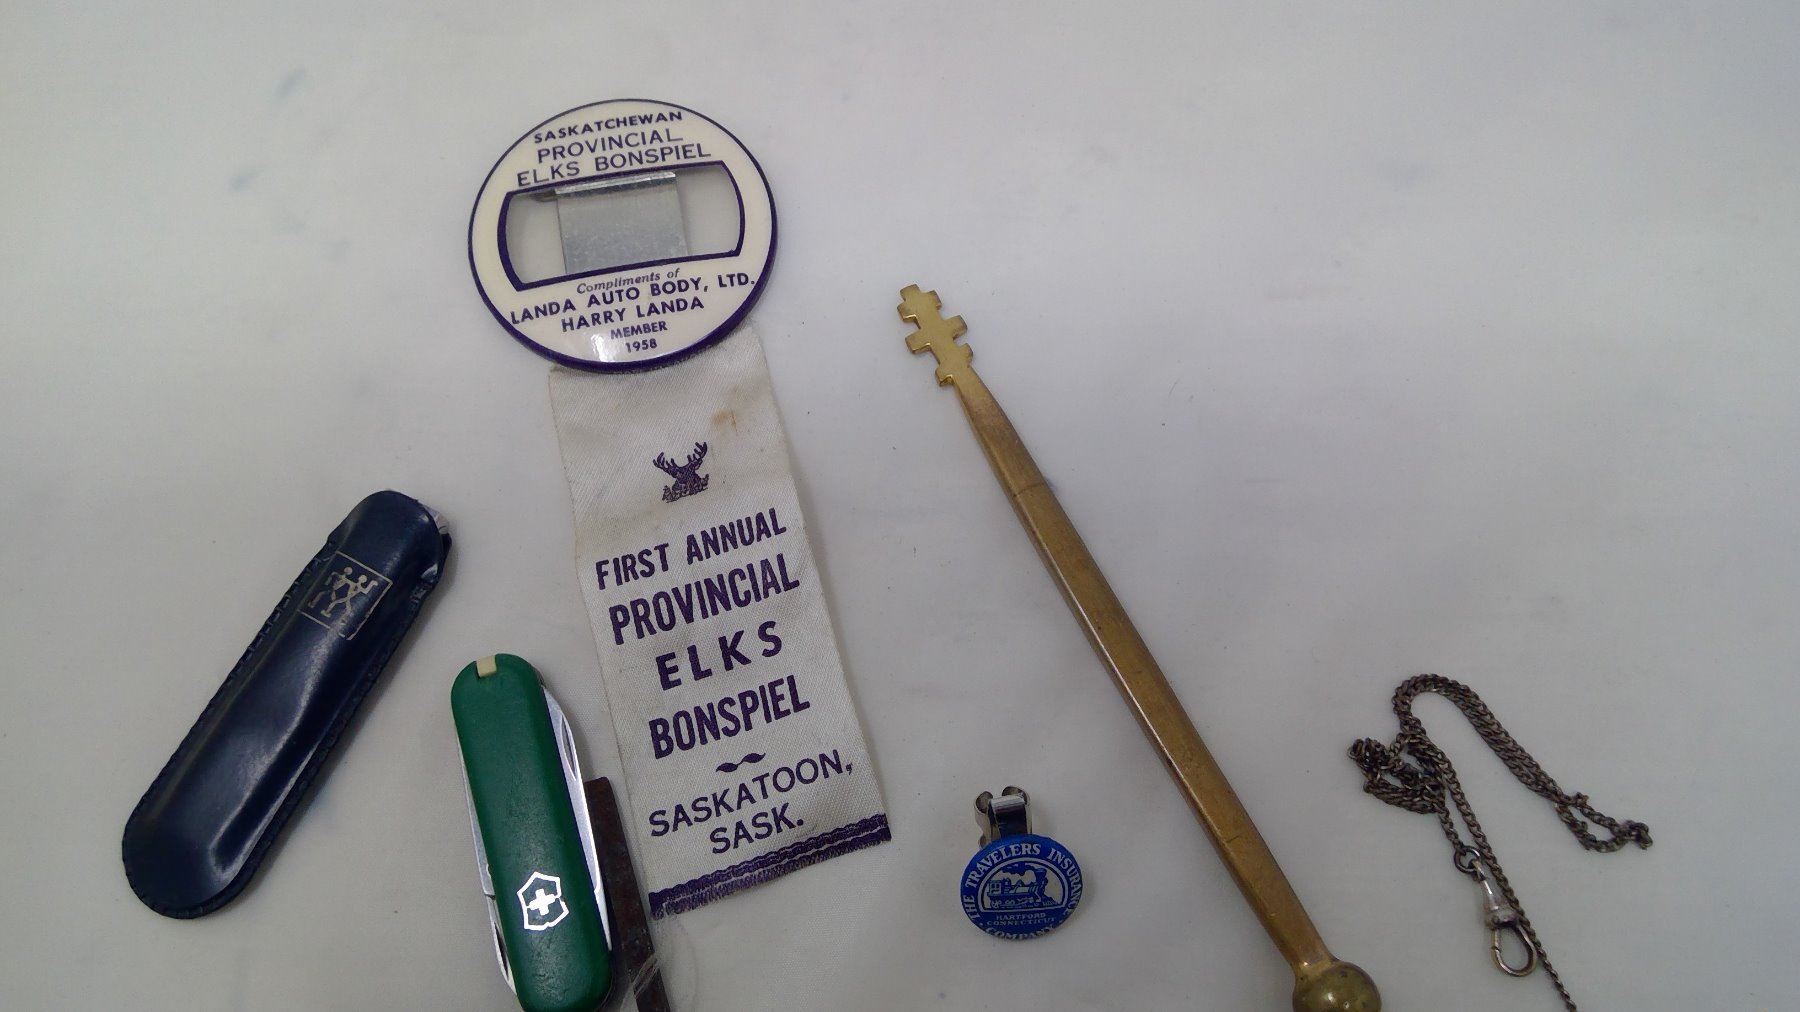 SASKATCHEWAN
PROVINCIAL
ELKS BONSPIEL
Compliments of
LANDA AUTO BODY, LTD.
HARRY LANDA
MEMBER
1958
FIRST ANNUAL
PROVINCIAL
ELKS
BONSPIEL
SASKATOON,
SASK.
THE TRAVELERS INSURANCE
HARTFORD
CONNECTICUT
COMPANY